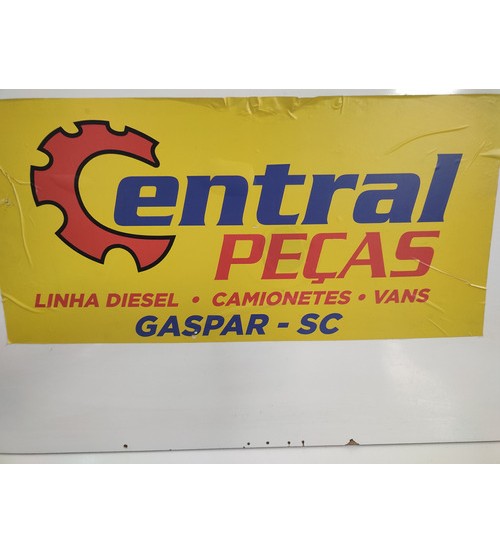 Central
PEÇAS
LINHA DIESEL • CAMIONETES • VANS
GASPAR - SC